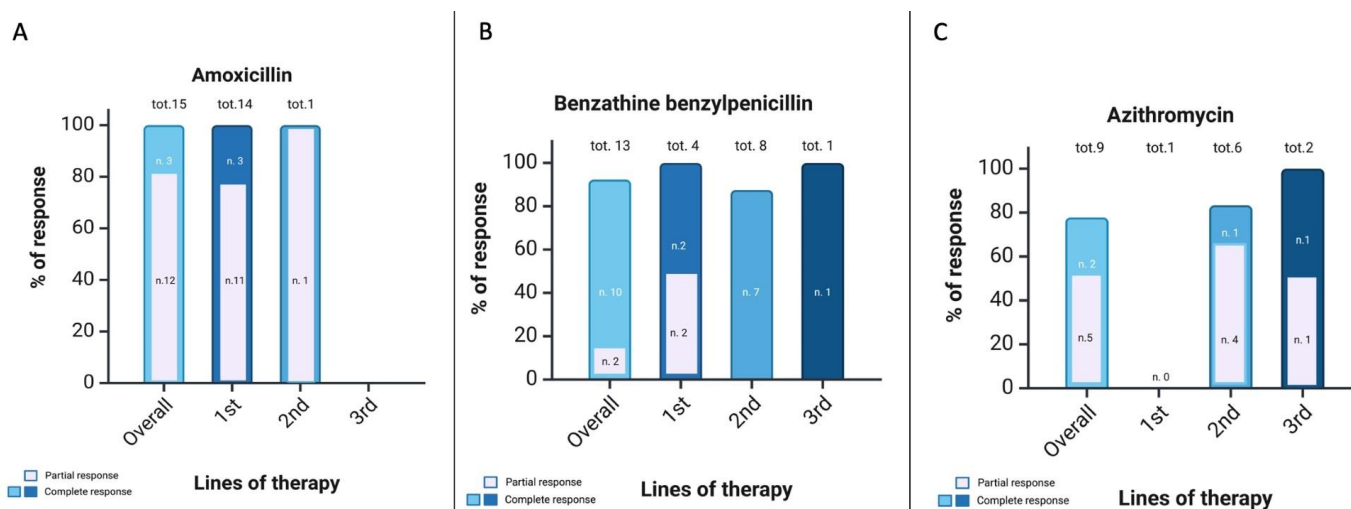 A
Amoxicillin
tot.15 tot.14 tot.1
100
80
60
40
20
0
% of response
n. 3 n. 3
n.12 n.11 n. 1
Overall 1st 2nd 3rd
Lines of therapy
Partial response
Complete response
B
Benzathine benzylpenicillin
tot. 13 tot. 4 tot. 8 tot. 1
100
80
60
40
20
0
% of response
n.2
n. 10 n. 7 n. 1
n. 2 n. 2
Overall 1st 2nd 3rd
Lines of therapy
Partial response
Complete response
C
Azithromycin
tot.9 tot.1 tot.6 tot.2
100
80
60
40
20
0
% of response
n. 2 n. 1 n.1
n.5 n. 0 n. 4 n. 1
Overall 1st 2nd 3rd
Lines of therapy
Partial response
Complete response